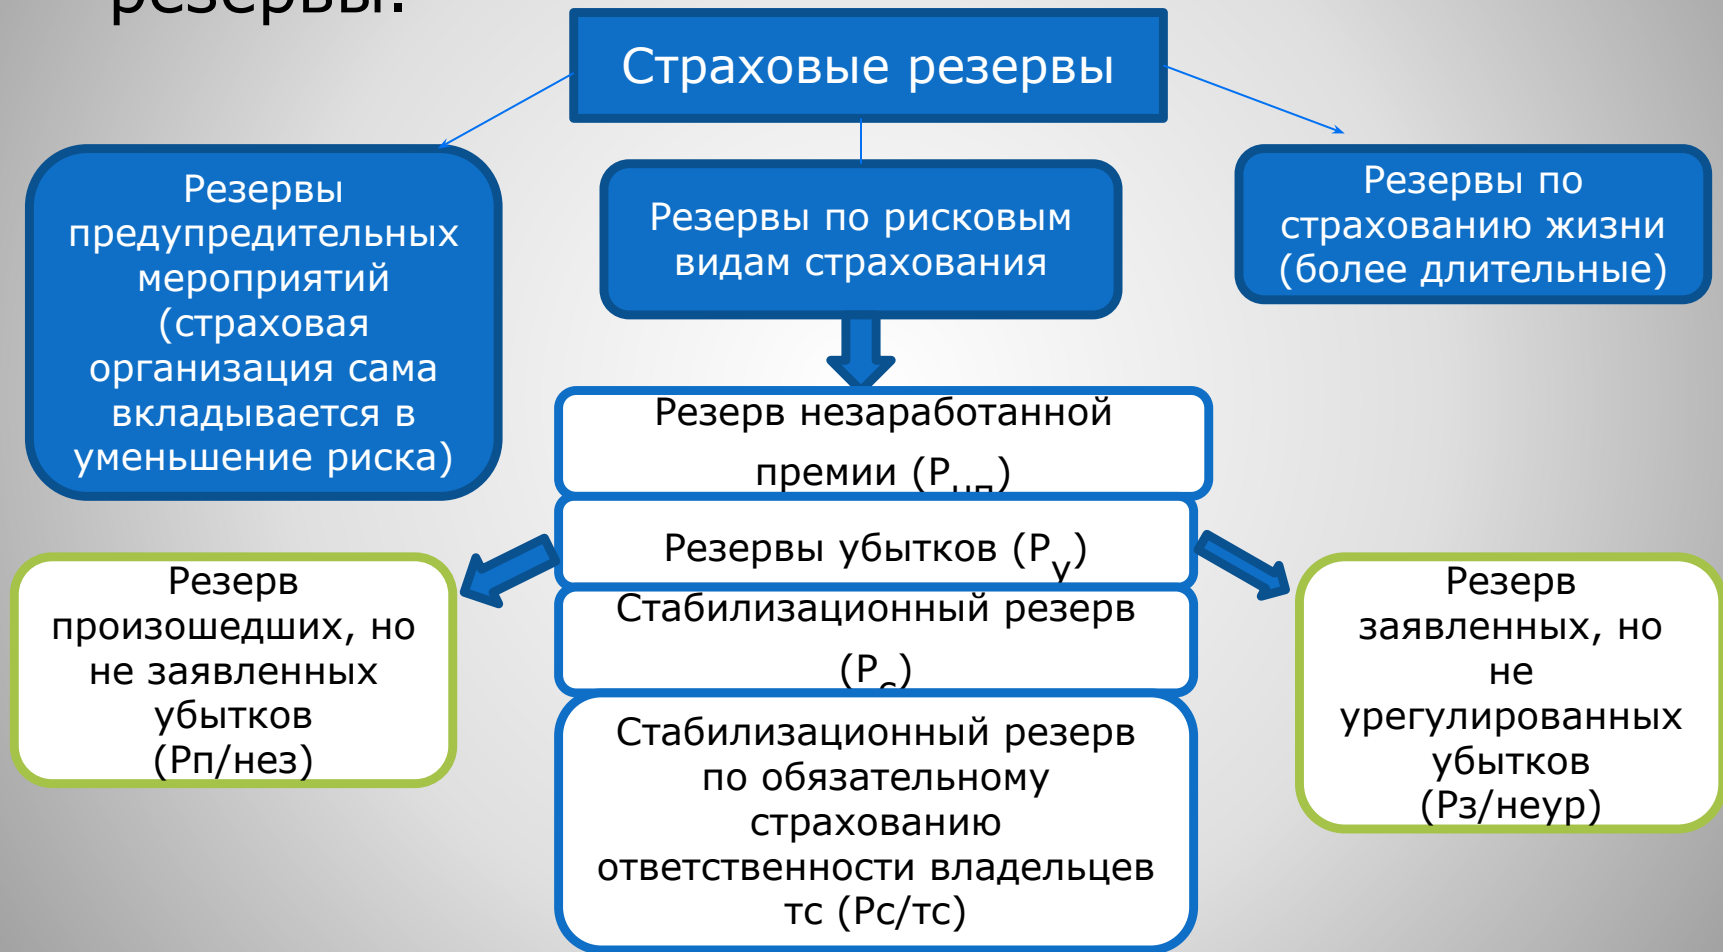 резервы.
Страховые резервы
Резервы
предупредительных
мероприятий
(страховая
организация сама
вкладывается в
уменьшение риска)
Резервы по рисковым
видам страхования
Резервы по
страхованию жизни
(более длительные)
Резерв незаработанной
премии (Рнп)
Резервы убытков (Ру)
Стабилизационный резерв
(Рс)
Стабилизационный резерв
по обязательному
страхованию
ответственности владельцев
тс (Рс/тс)
Резерв
произошедших, но
не заявленных
убытков
(Рп/нез)
Резерв
заявленных, но
не
урегулированных
убытков
(Рз/неур)